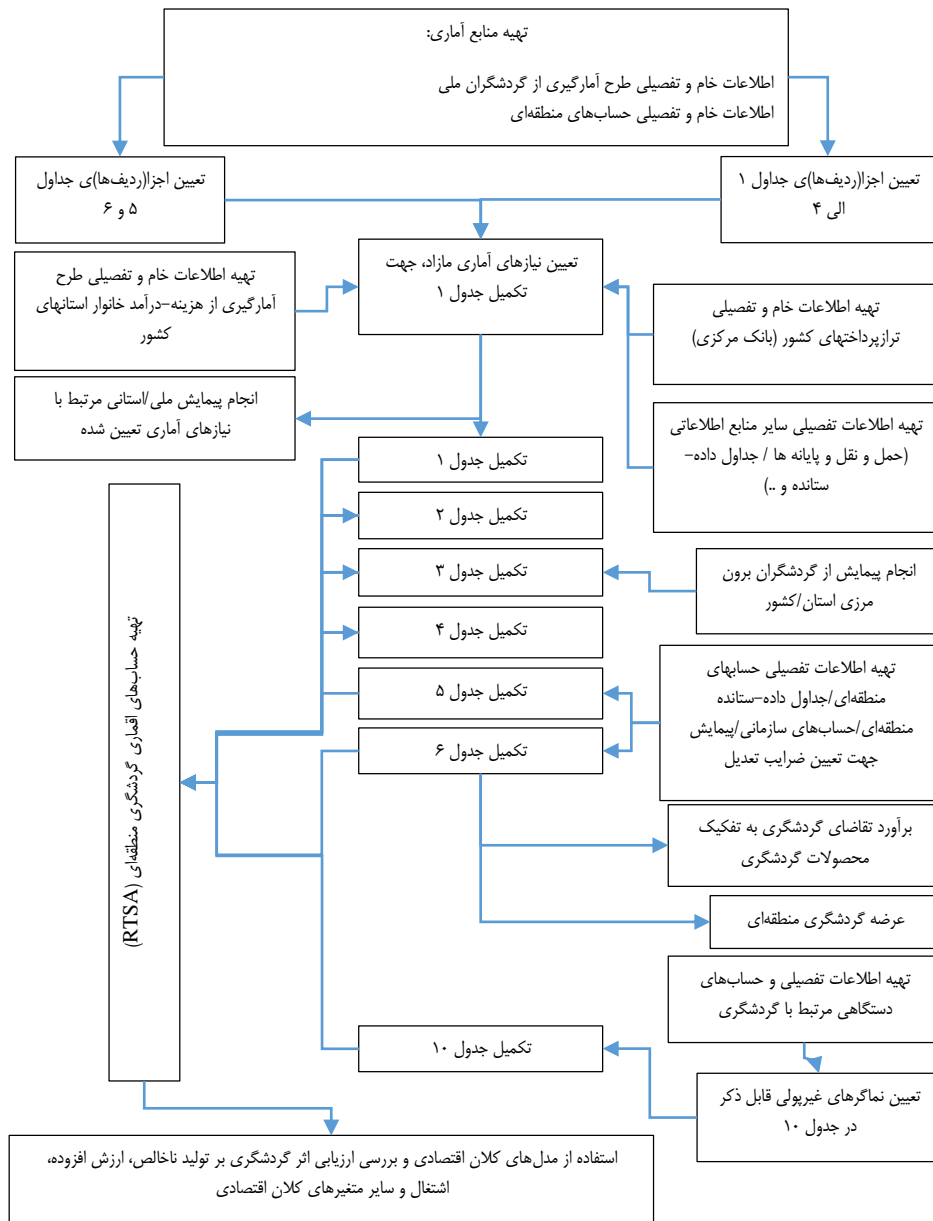 تهیه منابع آماری:
اطلاعات خام و تفصیلی طرح آمارگیری از گردشگران ملی
اطلاعات خام و تفصیلی حساب‌های منطقه‌ای
تعیین اجزا(ردیف‌ها)ی جداول ۱
الی ۴
تعیین اجزا(ردیف‌ها)ی جداول
۵ و ۶
تعیین نیازهای آماری مازاد، جهت
تکمیل جدول ۱
تهیه اطلاعات خام و تفصیلی طرح
آمارگیری از هزینه-درآمد خانوار استانهای
کشور
تهیه اطلاعات خام و تفصیلی
ترازپرداختهای کشور (بانک مرکزی)
انجام پیمایش ملی/استانی مرتبط با
نیازهای آماری تعیین شده
تهیه اطلاعات تفصیلی سایر منابع اطلاعاتی
(حمل و نقل و پایانه ها / جداول داده-
ستانده و ..)
تکمیل جدول ۱
تکمیل جدول ۲
تکمیل جدول ۳
انجام پیمایش از گردشگران برون
مرزی استان/کشور
تکمیل جدول ۴
تکمیل جدول ۵
تکمیل جدول ۶
تهیه اطلاعات تفصیلی حسابهای
منطقه‌ای/جداول داده-ستانده
منطقه‌ای/حساب‌های سازمانی/پیمایش
جهت تعیین ضرایب تعدیل
برآورد تقاضای گردشگری به تفکیک
محصولات گردشگری
عرضه گردشگری منطقه‌ای
تهیه اطلاعات تفصیلی و حساب‌های
دستگاهی مرتبط با گردشگری
تکمیل جدول ۱۰
تعیین نماگرهای غیرپولی قابل ذکر
در جدول ۱۰
تهیه حساب‌های اقماری گردشگری منطقه‌ای (RTSA)
استفاده از مدل‌های کلان اقتصادی و بررسی ارزیابی اثر گردشگری بر تولید ناخالص، ارزش افزوده،
اشتغال و سایر متغیرهای کلان اقتصادی